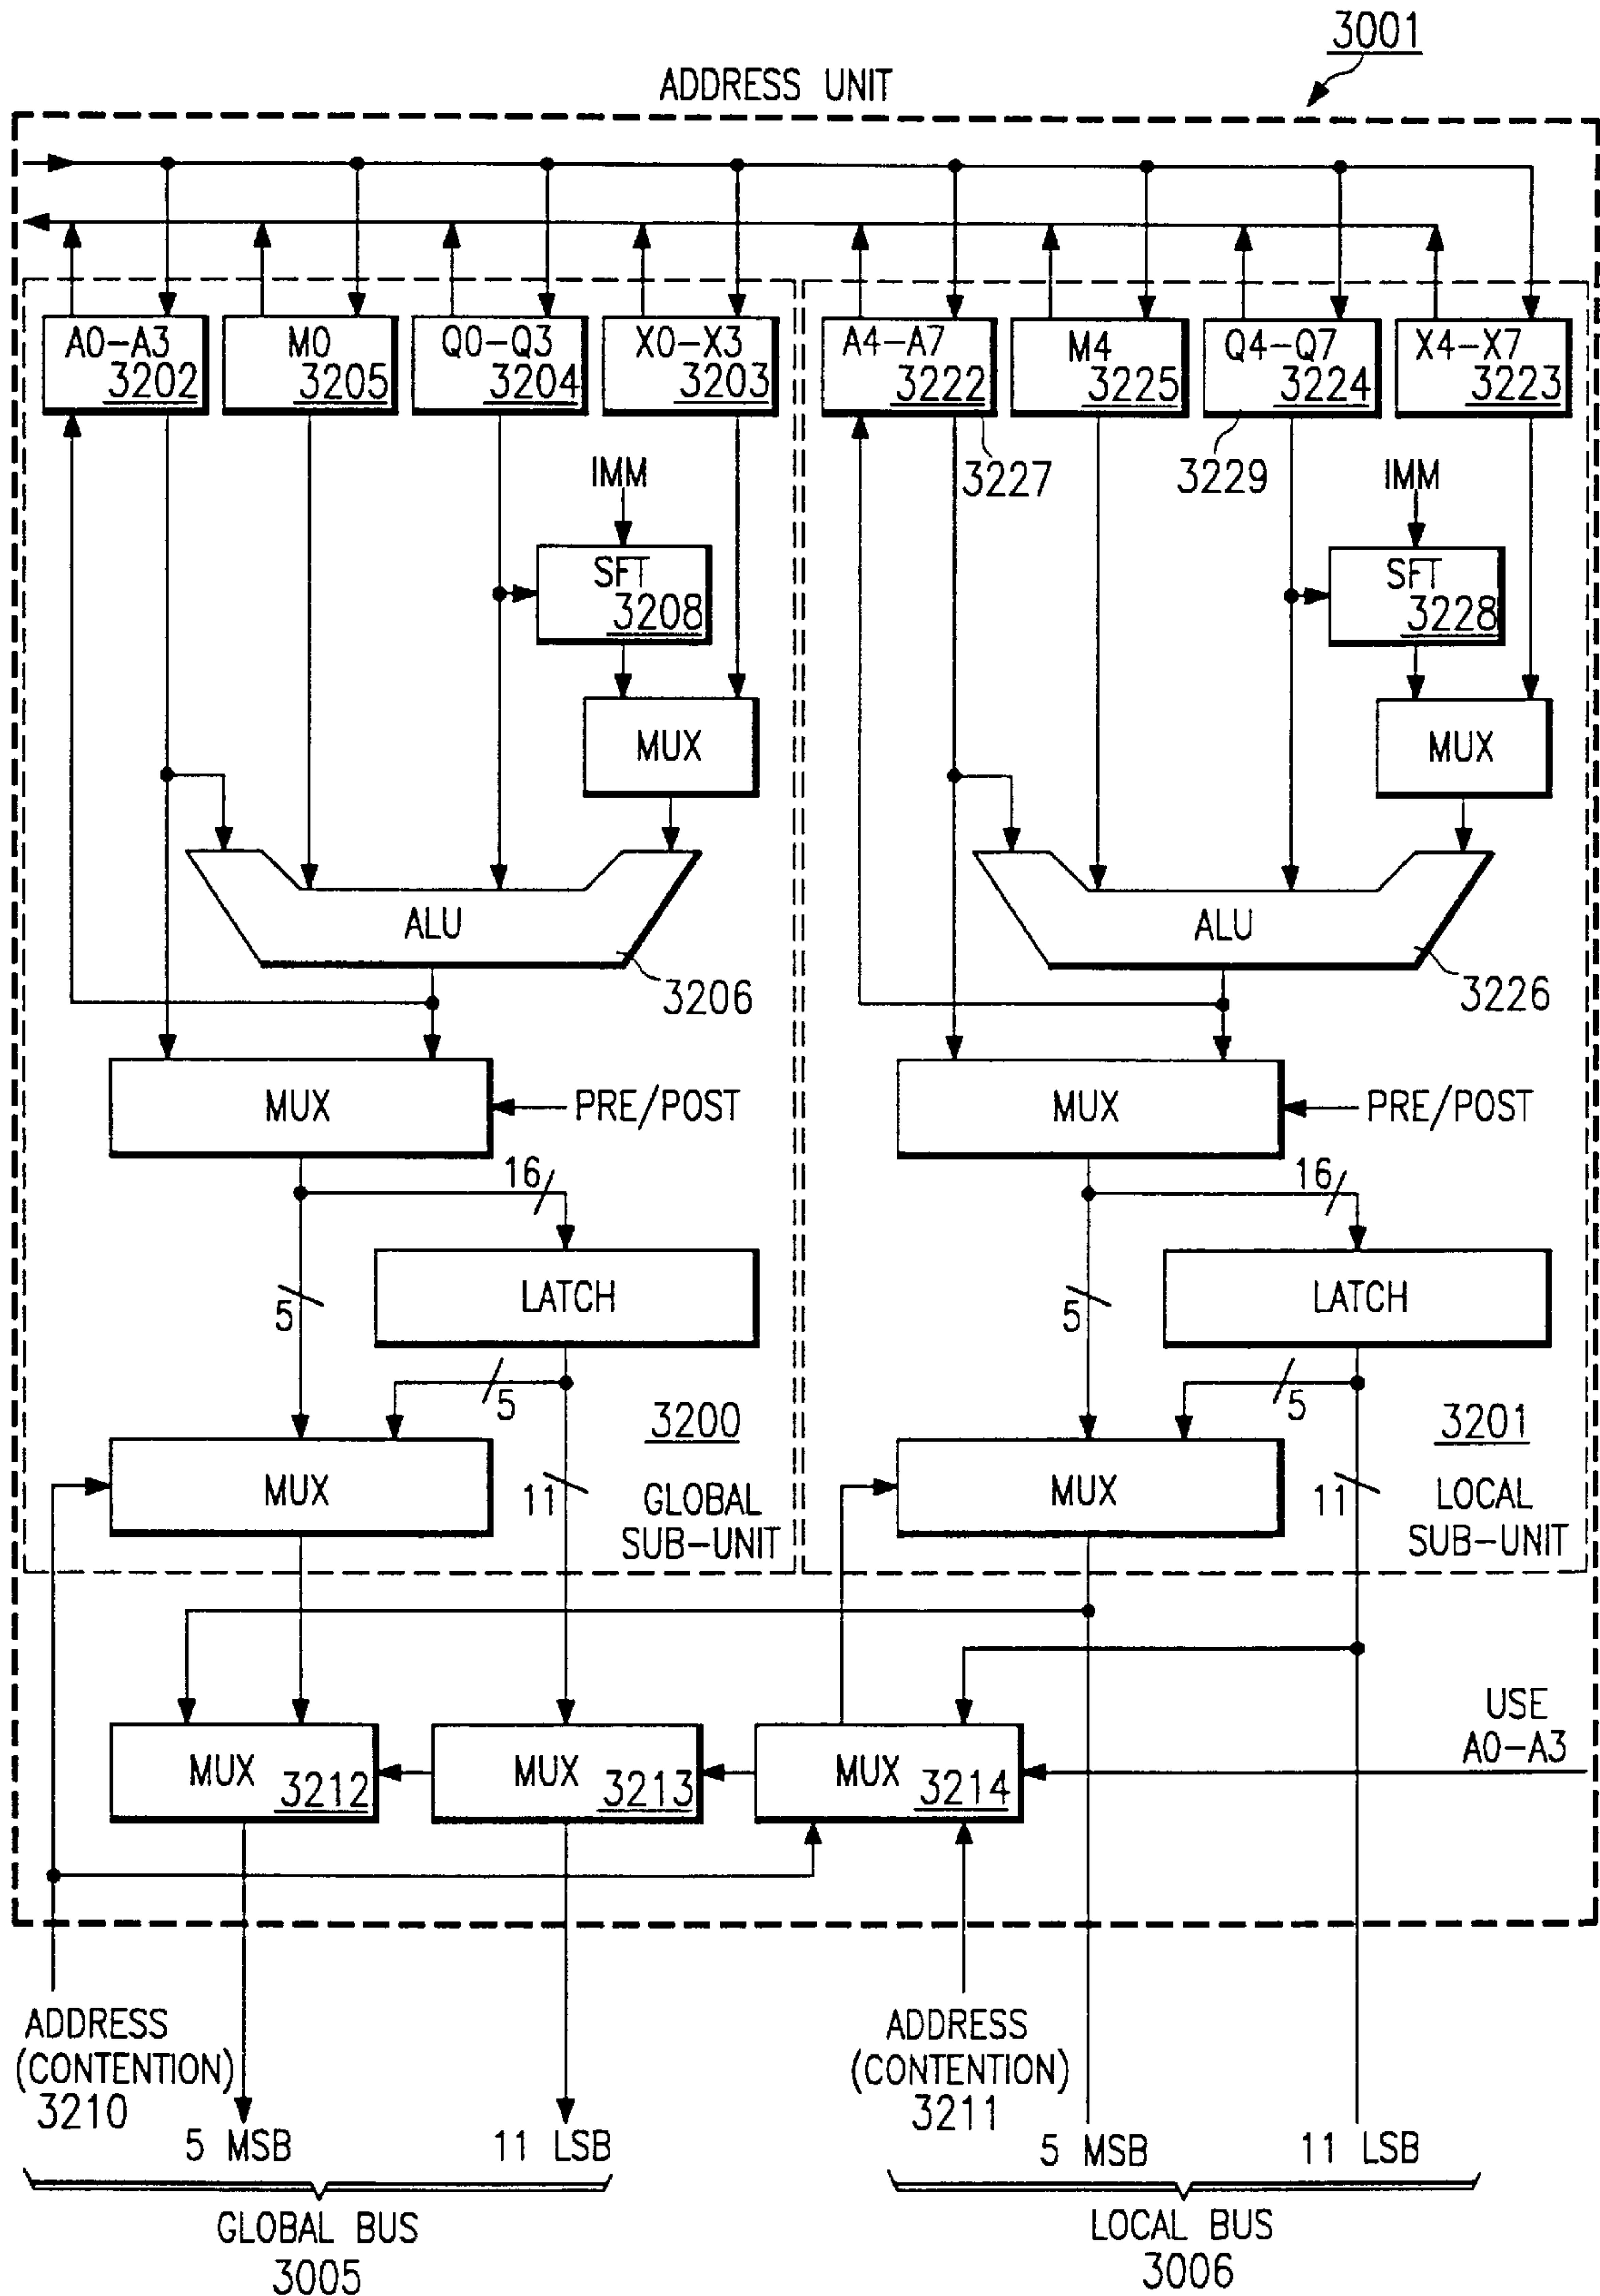 3001
ADDRESS UNIT
A0-A3
3202
M0
3205
Q0-Q3
3204
X0-X3
3203
A4-A7
3222
M4
3225
Q4-Q7
3224
X4-X7
3223
3227
3229
IMM
IMM
SFT
3208
SFT
3228
MUX
MUX
ALU
ALU
3206
3226
MUX
PRE/POST
MUX
PRE/POST
16
16
5
LATCH
5
LATCH
5
5
3200
3201
MUX
11
GLOBAL
SUB-UNIT
MUX
11
LOCAL
SUB-UNIT
USE
A0-A3
MUX
3212
MUX
3213
MUX
3214
ADDRESS
(CONTENTION)
3210
ADDRESS
(CONTENTION)
3211
5 MSB
11 LSB
5 MSB
11 LSB
GLOBAL BUS
3005
LOCAL BUS
3006